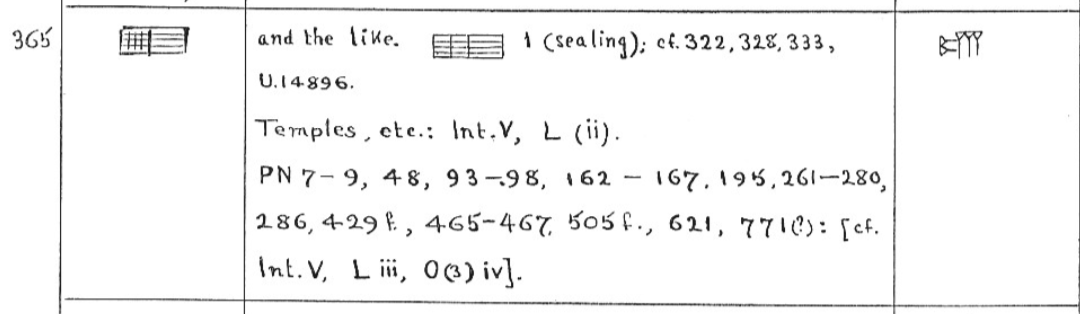 365 and the like. 1 (sealing); cf. 322, 328, 333,
U.14896.
Temples, etc.: Int.V, L (ii).
PN 7-9, 48, 93-98, 162 – 167, 195, 261-280,
286, 429 f., 465-467, 505 f., 621, 771(?): [cf.
Int. V, L iii, O(3) iv].